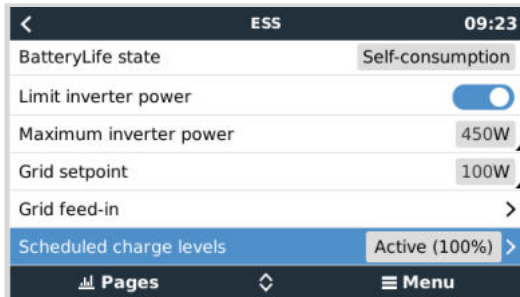 ESS 09:23
BatteryLife state Self-consumption
Limit inverter power
Maximum inverter power 450W
Grid setpoint 100W
Grid feed-in
Scheduled charge levels Active (100%)
Pages Menu